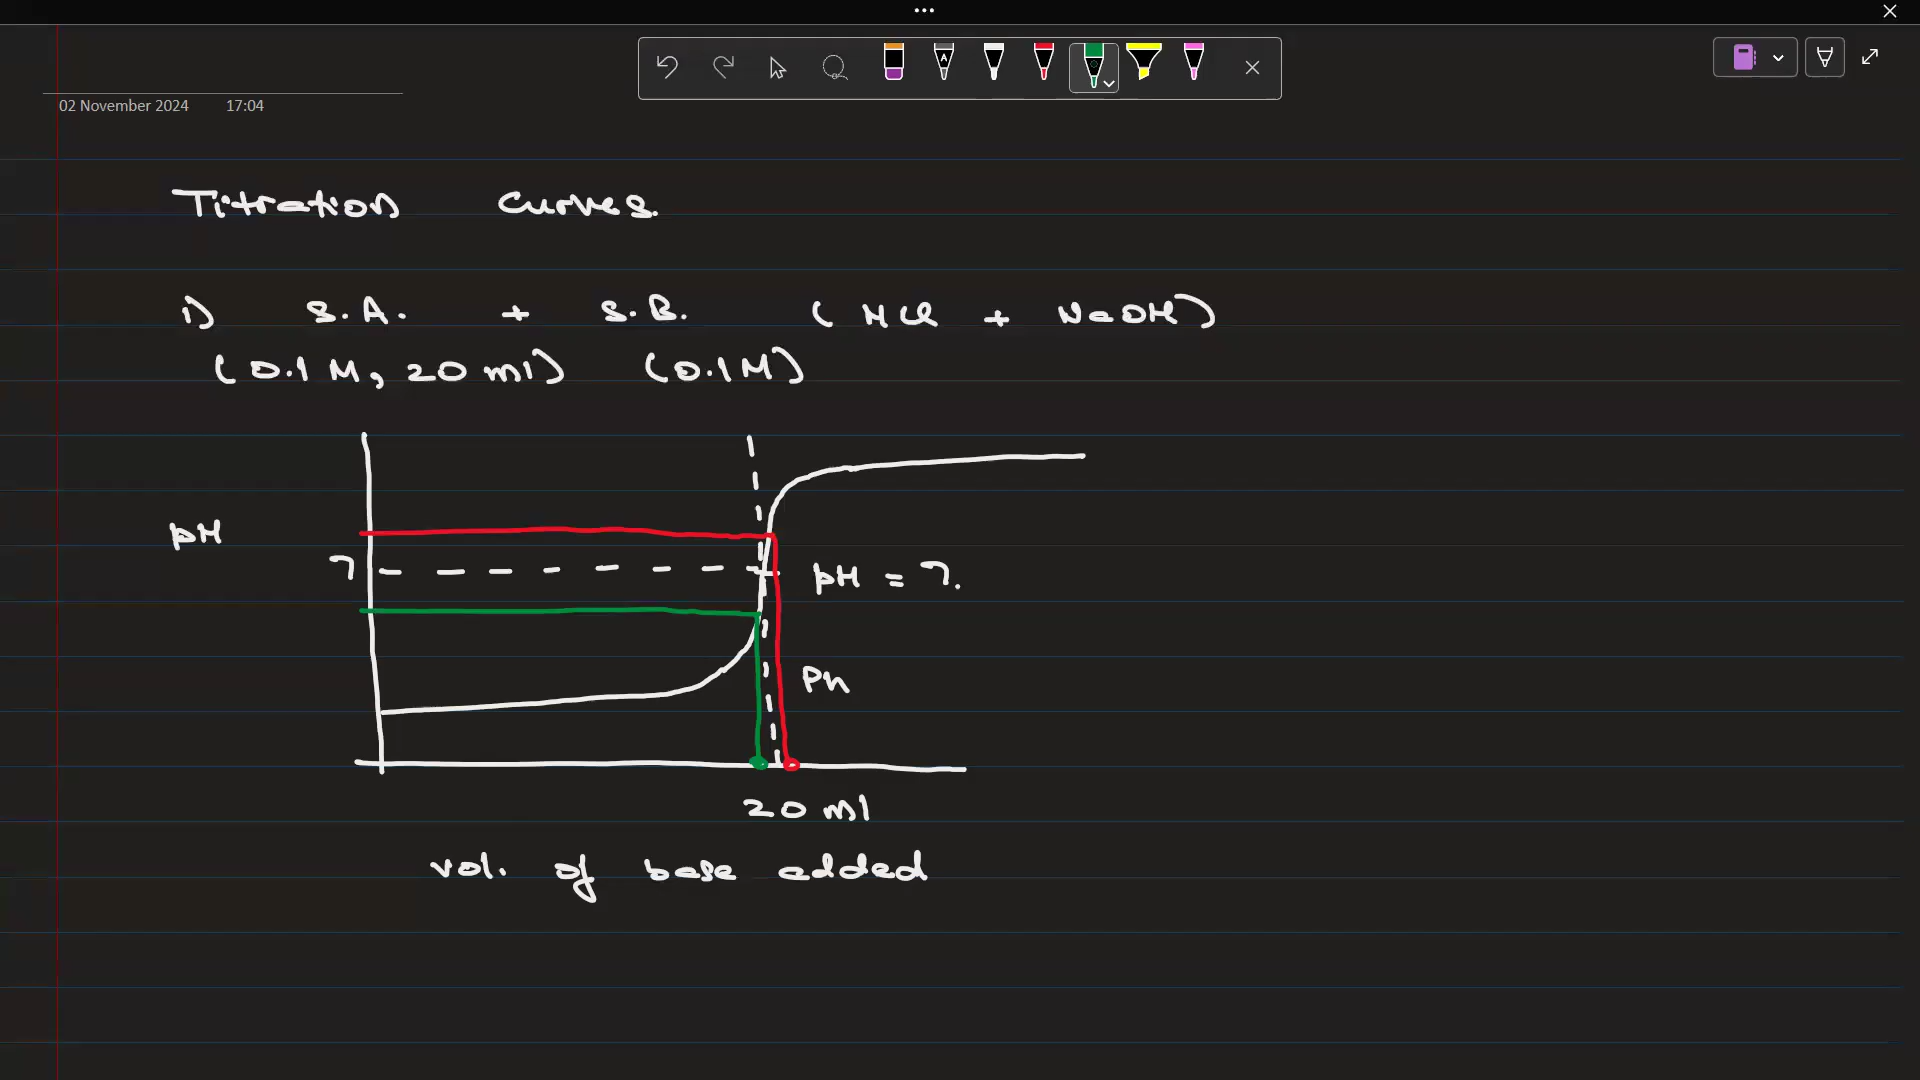 02 November 2024 17:04
Titration curves.
i) S.A. + S.B. (HCl + NaOH)
(0.1 M, 20 ml) (0.1M)
pH
7
pH = 7.
Ph
20 ml
vol. of base added